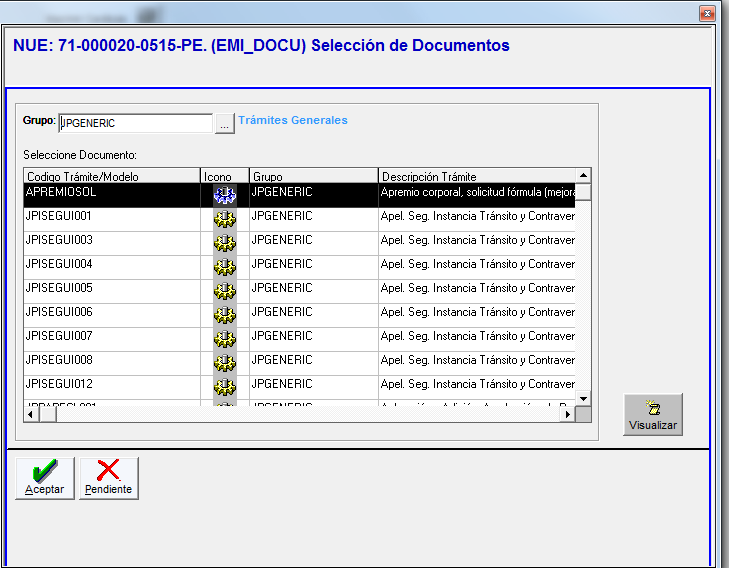 NUE: 71-000020-0515-PE. (EMI_DOCU) Selección de Documentos
Grupo: JPGENERIC ... Trámites Generales
Seleccione Documento:
Codigo Trámite/Modelo Icono Grupo Descripción Trámite
APREMIOSOL JPGENERIC Apremio corporal, solicitud fórmula (mejora
JPISEGUI001 JPGENERIC Apel. Seg. Instancia Tránsito y Contraver
JPISEGUI003 JPGENERIC Apel. Seg. Instancia Tránsito y Contraver
JPISEGUI004 JPGENERIC Apel. Seg. Instancia Tránsito y Contraver
JPISEGUI005 JPGENERIC Apel. Seg. Instancia Tránsito y Contraver
JPISEGUI006 JPGENERIC Apel. Seg. Instancia Tránsito y Contraver
JPISEGUI007 JPGENERIC Apel. Seg. Instancia Tránsito y Contraver
JPISEGUI008 JPGENERIC Apel. Seg. Instancia Tránsito y Contraver
JPISEGUI012 JPGENERIC Apel. Seg. Instancia Tránsito y Contraver
Visualizar
Aceptar Pendiente